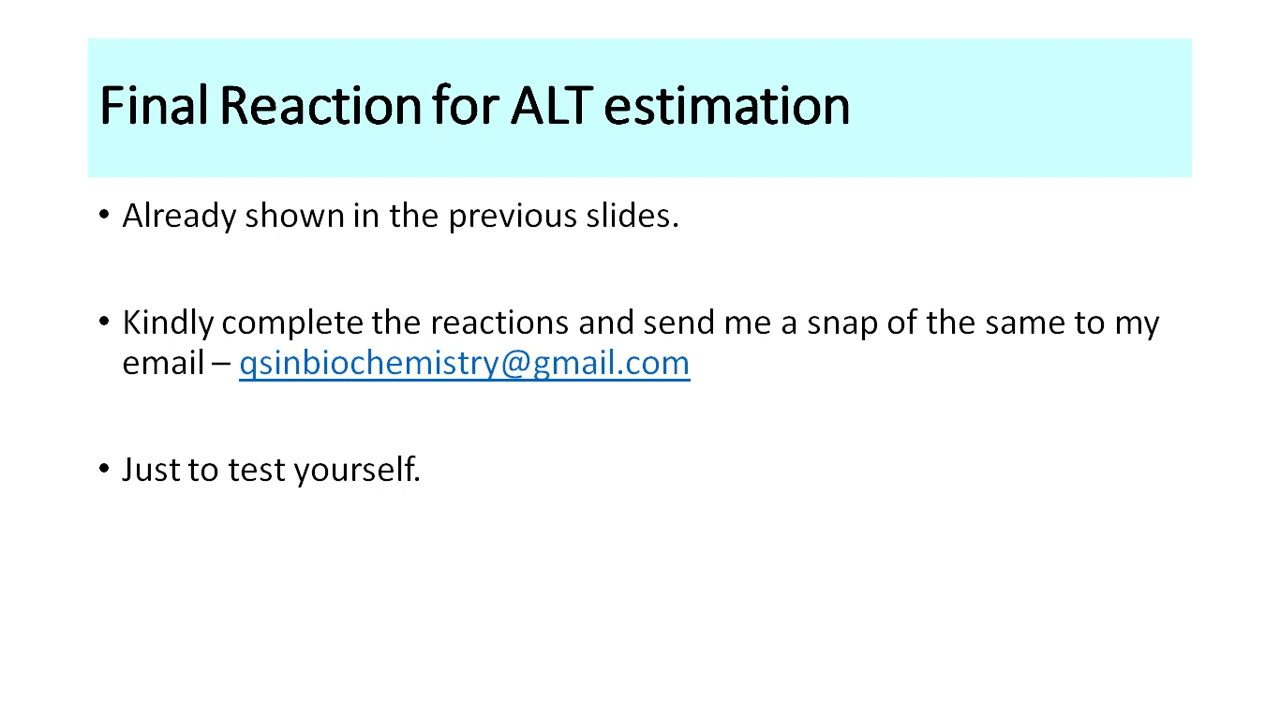 Final Reaction for ALT estimation
• Already shown in the previous slides.
• Kindly complete the reactions and send me a snap of the same to my
email – qsinbiochemistry@gmail.com
• Just to test yourself.